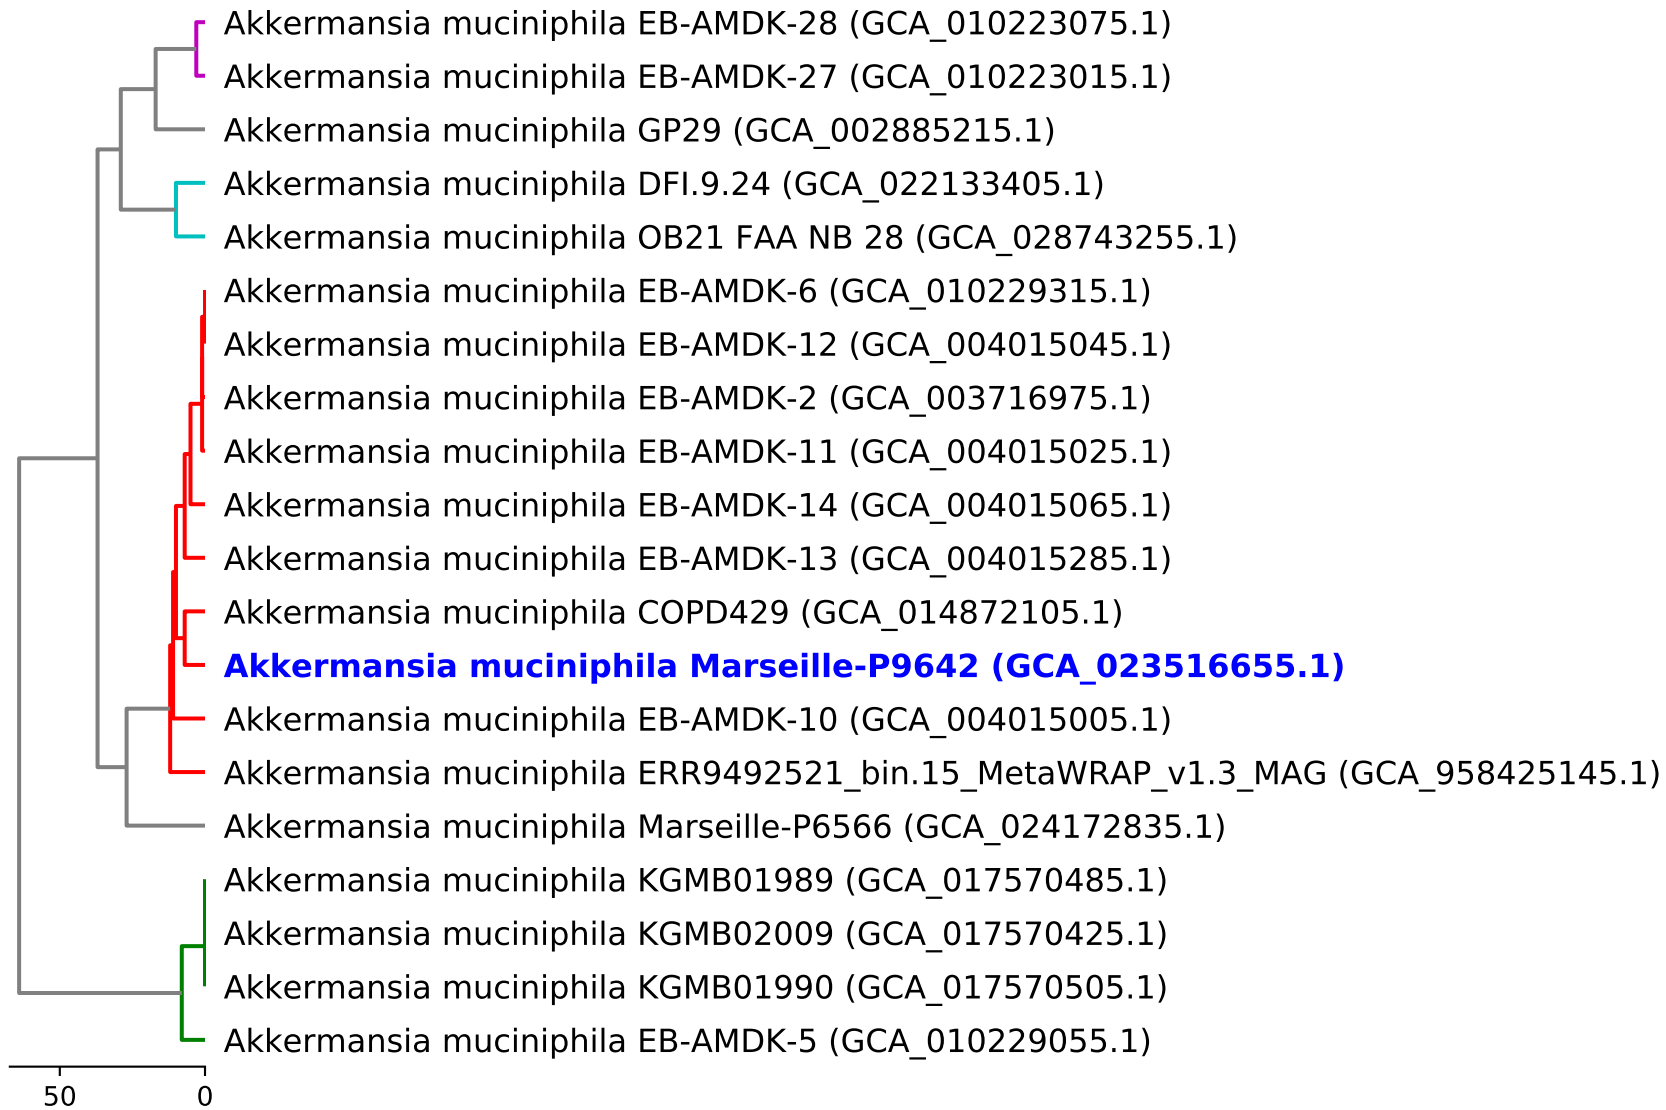 Akkermansia muciniphila EB-AMDK-28 (GCA_010223075.1)
Akkermansia muciniphila EB-AMDK-27 (GCA_010223015.1)
Akkermansia muciniphila GP29 (GCA_002885215.1)
Akkermansia muciniphila DFI.9.24 (GCA_022133405.1)
Akkermansia muciniphila OB21 FAA NB 28 (GCA_028743255.1)
Akkermansia muciniphila EB-AMDK-6 (GCA_010229315.1)
Akkermansia muciniphila EB-AMDK-12 (GCA_004015045.1)
Akkermansia muciniphila EB-AMDK-2 (GCA_003716975.1)
Akkermansia muciniphila EB-AMDK-11 (GCA_004015025.1)
Akkermansia muciniphila EB-AMDK-14 (GCA_004015065.1)
Akkermansia muciniphila EB-AMDK-13 (GCA_004015285.1)
Akkermansia muciniphila COPD429 (GCA_014872105.1)
Akkermansia muciniphila Marseille-P9642 (GCA_023516655.1)
Akkermansia muciniphila EB-AMDK-10 (GCA_004015005.1)
Akkermansia muciniphila ERR9492521_bin.15_MetaWRAP_v1.3_MAG (GCA_958425145.1)
Akkermansia muciniphila Marseille-P6566 (GCA_024172835.1)
Akkermansia muciniphila KGMB01989 (GCA_017570485.1)
Akkermansia muciniphila KGMB02009 (GCA_017570425.1)
Akkermansia muciniphila KGMB01990 (GCA_017570505.1)
Akkermansia muciniphila EB-AMDK-5 (GCA_010229055.1)
50 0